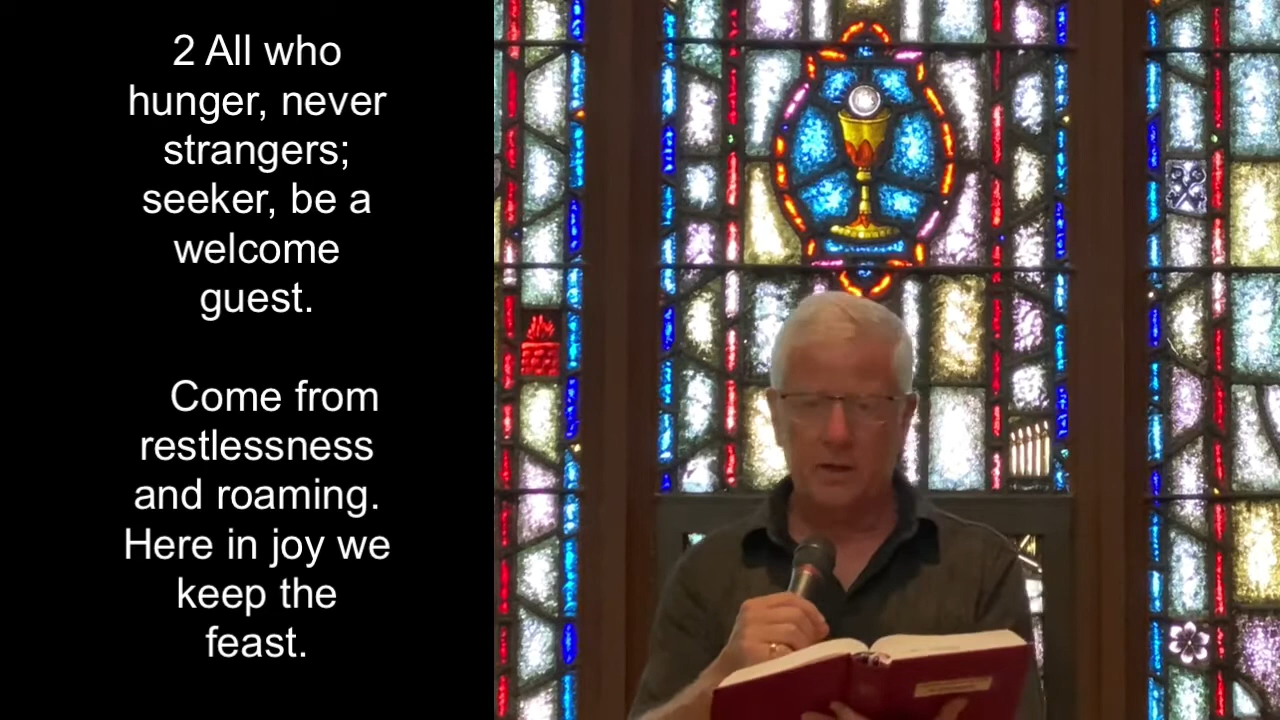 2 All who
hunger, never
strangers;
seeker, be a
welcome
guest.
Come from
restlessness
and roaming.
Here in joy we
keep the
feast.